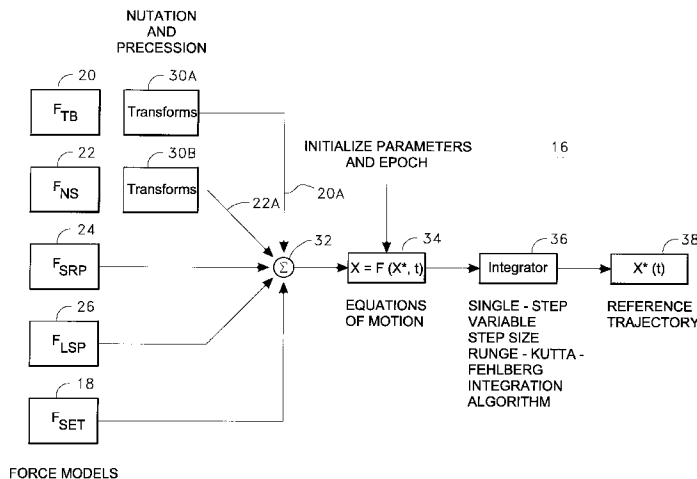 NUTATION
AND
PRECESSION
20
30A
F_TB
Transforms
22
30B
INITIALIZE PARAMETERS
AND EPOCH
16
F_NS
Transforms
20A
22A
24
32
34
36
38
F_SRP
Σ
X = F (X*, t)
Integrator
X* (t)
26
EQUATIONS
OF MOTION
SINGLE - STEP
VARIABLE
STEP SIZE
RUNGE - KUTTA -
FEHLBERG
INTEGRATION
ALGORITHM
REFERENCE
TRAJECTORY
F_LSP
18
F_SET
FORCE MODELS